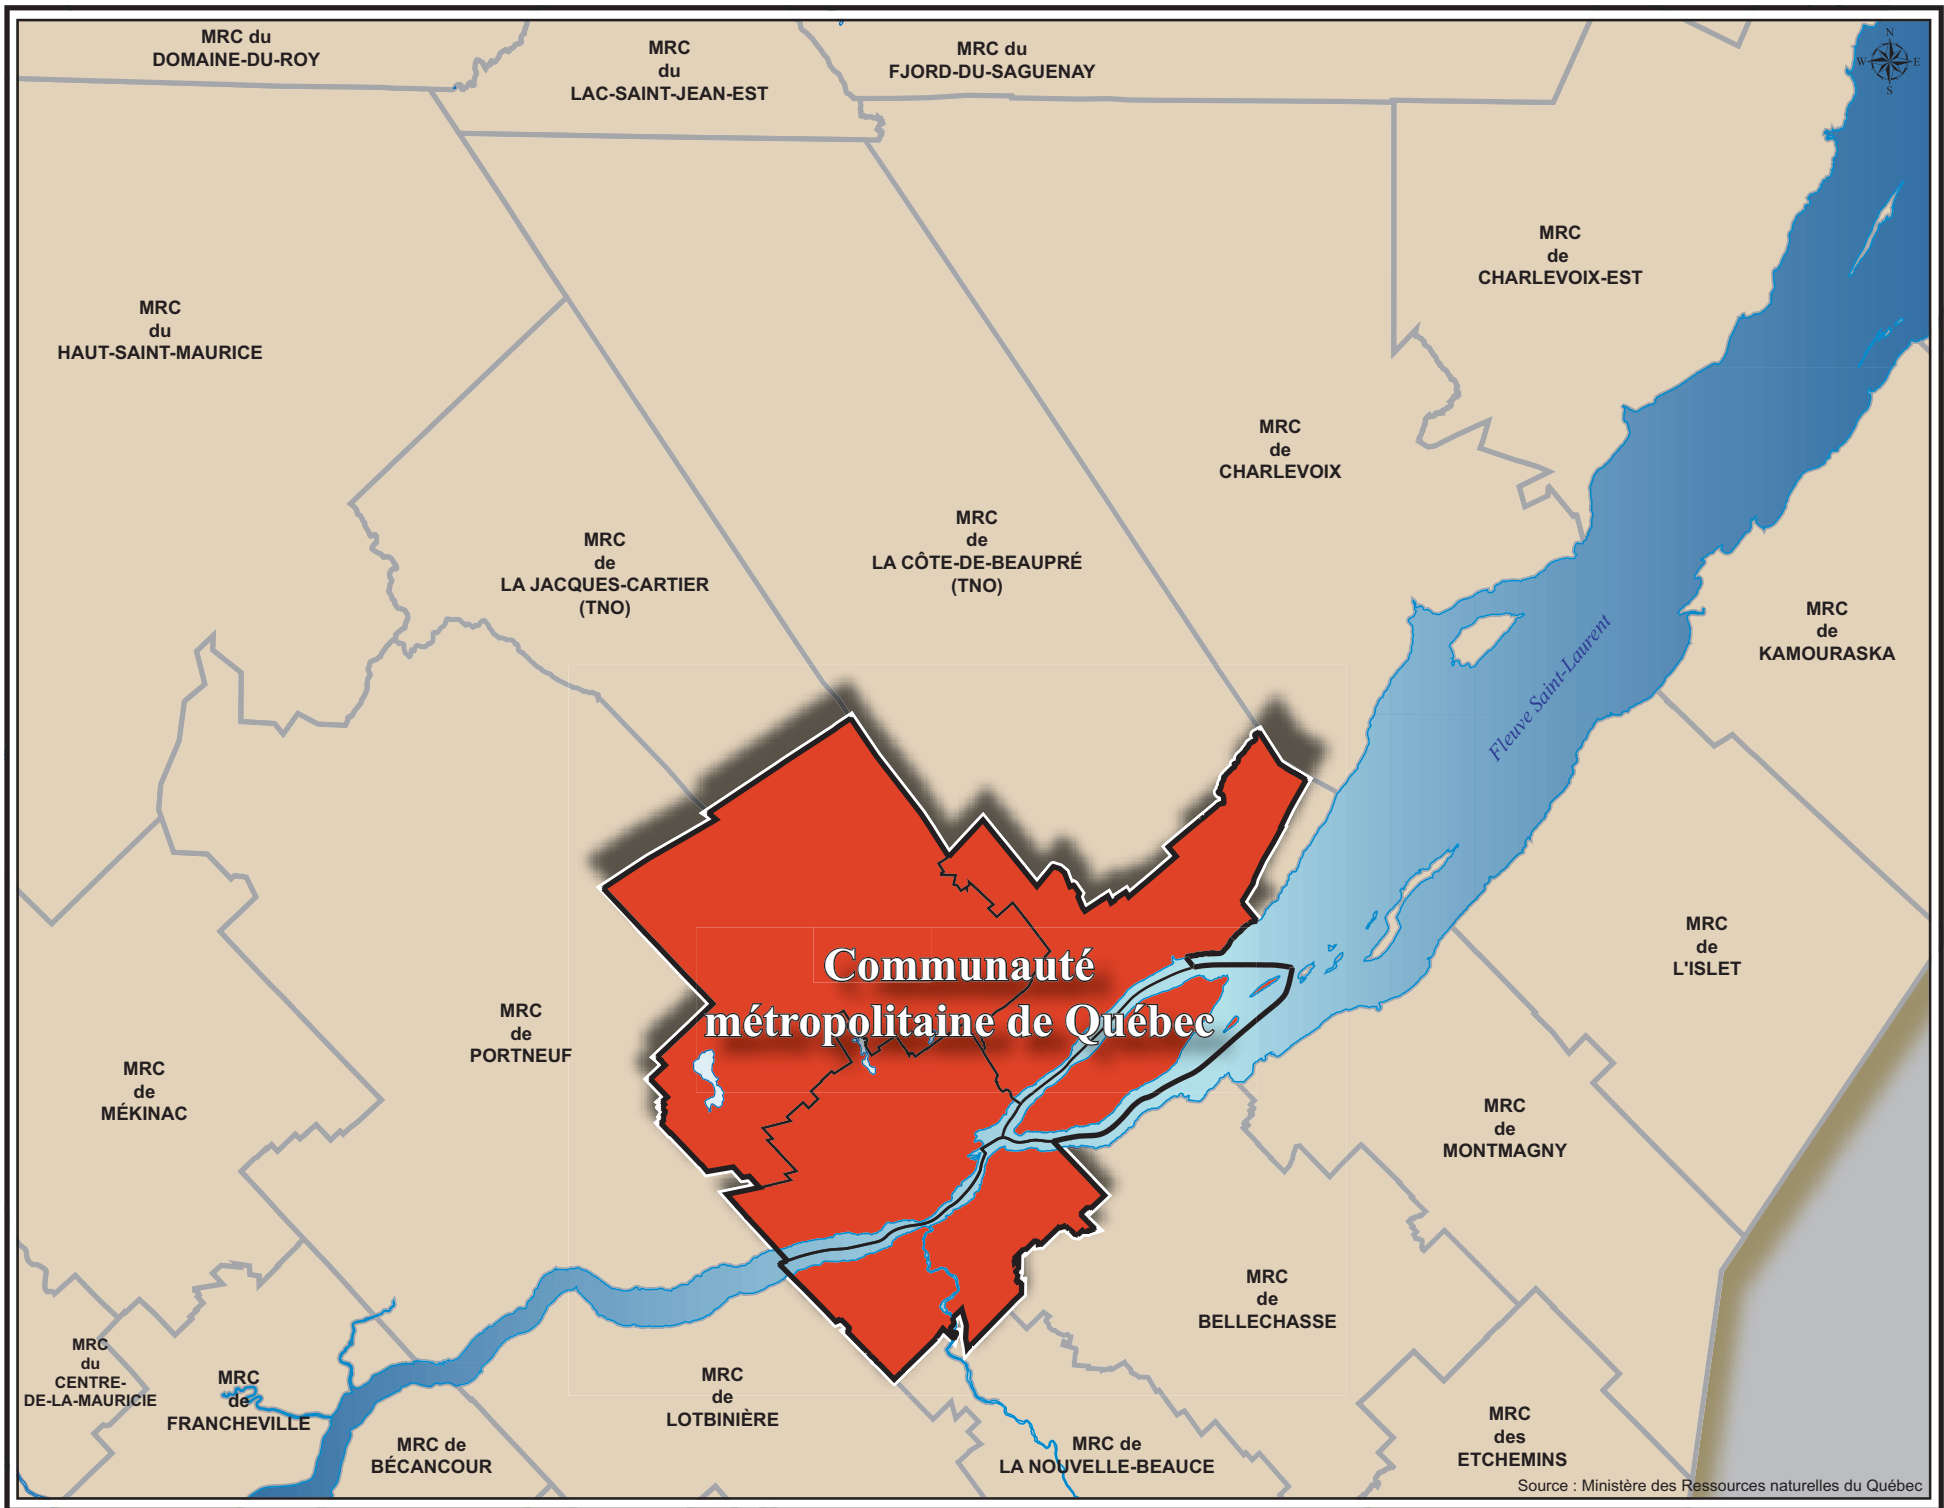 MRC du
DOMAINE-DU-ROY
MRC
du
LAC-SAINT-JEAN-EST
MRC du
FJORD-DU-SAGUENAY
N
W
E
S
MRC
de
CHARLEVOIX-EST
MRC
du
HAUT-SAINT-MAURICE
MRC
de
CHARLEVOIX
MRC
de
LA JACQUES-CARTIER
(TNO)
MRC
de
LA CÔTE-DE-BEAUPRÉ
(TNO)
MRC
de
KAMOURASKA
Fleuve Saint-Laurent
Communauté
métropolitaine de Québec
MRC
de
L'ISLET
MRC
de
PORTNEUF
MRC
de
MÉKINAC
MRC
de
MONTMAGNY
MRC
de
BELLECHASSE
MRC
du
CENTRE-
DE-LA-MAURICIE
MRC
de
FRANCHEVILLE
MRC de
BÉCANCOUR
MRC
de
LOTBINIÈRE
MRC de
LA NOUVELLE-BEAUCE
MRC
des
ETCHEMINS
Source : Ministère des Ressources naturelles du Québec